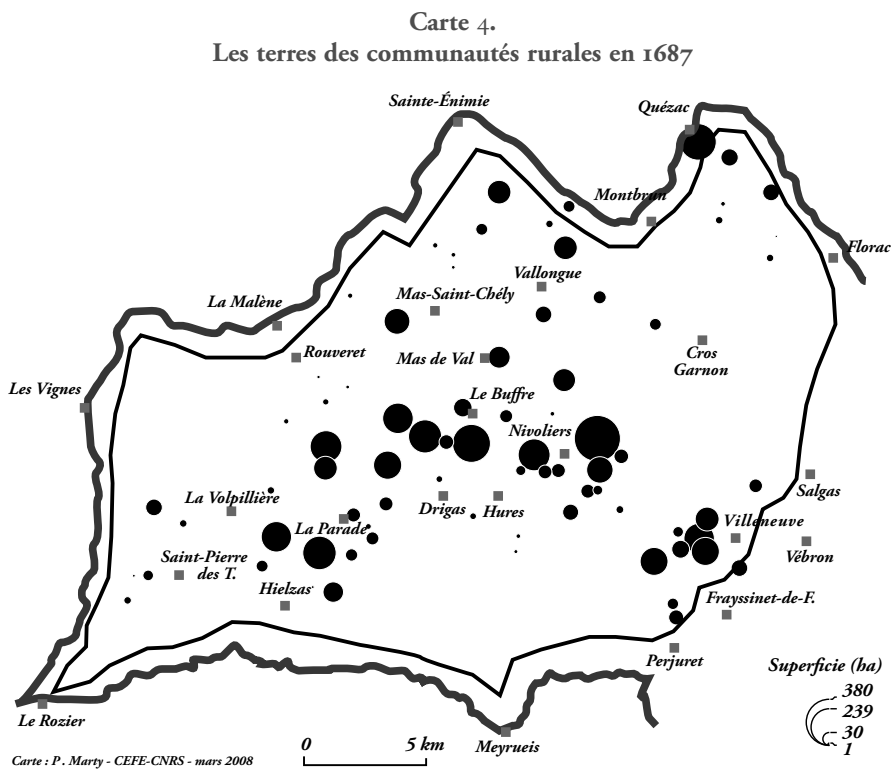 Carte 4.
Les terres des communautés rurales en 1687
Sainte-Énimie
Quézac
Montbrun
Florac
Vallongue
La Malène
Mas-Saint-Chély
Rouveret
Mas de Val
Cros
Garnon
Les Vignes
Le Buffre
Nivoliers
Salgas
La Volpillière
Drigas
Hures
La Parade
Villeneuve
Vébron
Saint-Pierre
des T.
Hielzas
Frayssinet-de-F.
Perjuret
Superficie (ha)
380
239
30
1
Le Rozier
Meyrueis
0
5 km
Carte : P. Marty - CEFE-CNRS - mars 2008